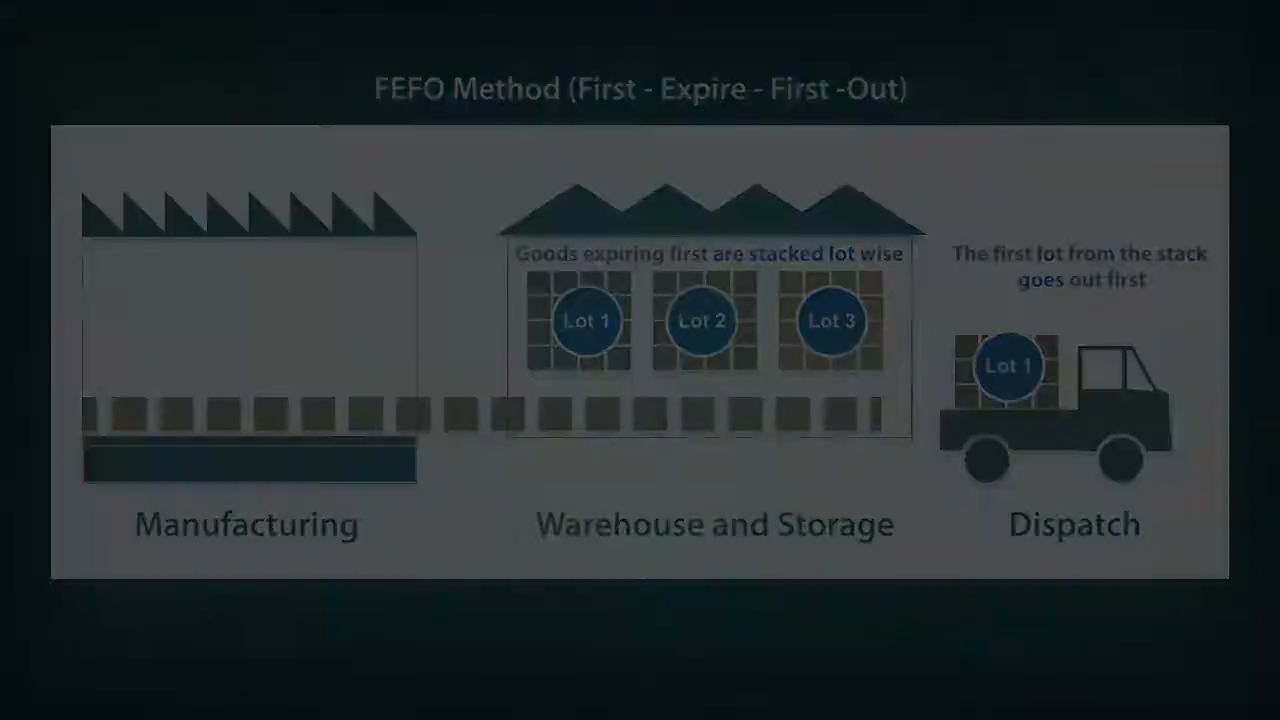 FEFO Method (First - Expire - First -Out)
Goods expiring first are stacked lot wise
Lot 1
Lot 2
Lot 3
The first lot from the stack
goes out first
Lot 1
Manufacturing
Warehouse and Storage
Dispatch